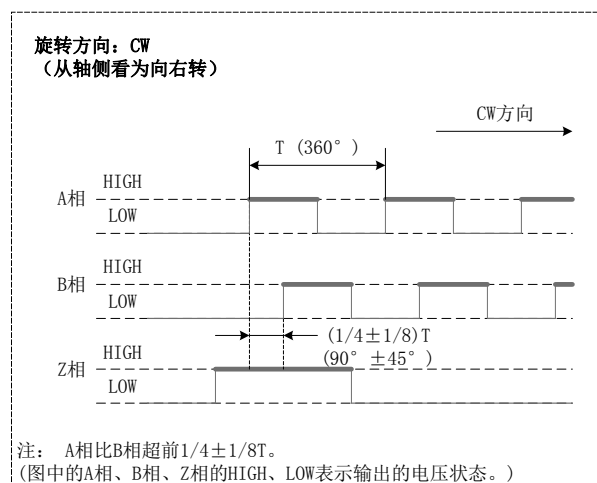 旋转方向：CW
（从轴侧看为向右转）
CW方向
T (360°)
A相
HIGH
LOW
B相
HIGH
LOW
(1/4±1/8)T
(90°±45°)
Z相
HIGH
LOW
注： A相比B相超前1/4±1/8T。
(图中的A相、B相、Z相的HIGH、LOW表示输出的电压状态。)